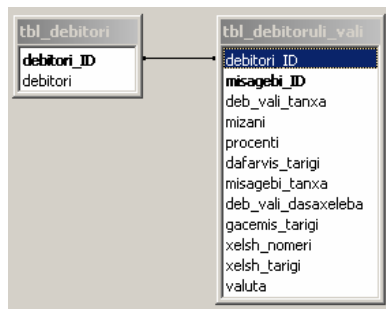 tbl_debitori
debitori_ID
debitori
tbl_debitoruli_vali
debitori_ID
misagebi_ID
deb_vali_tanxa
mizani
procenti
dafarvis_tarigi
misagebi_tanxa
deb_vali_dasaxeleba
gacemis_tarigi
xelsh_nomeri
xelsh_tarigi
valuta